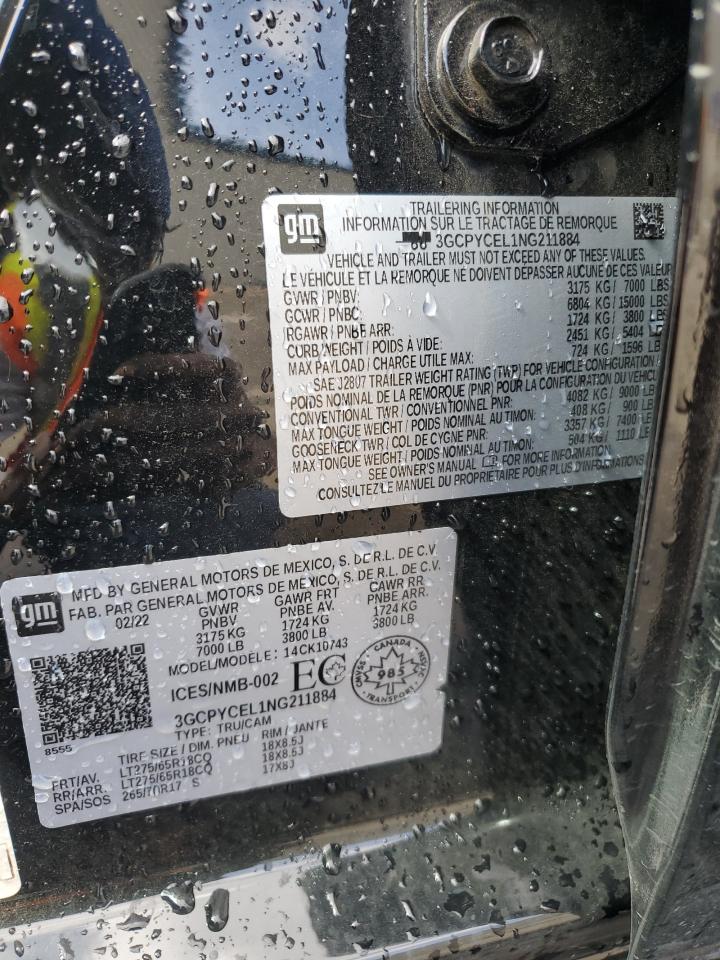 gm
TRAILERING INFORMATION
INFORMATION SUR LE TRACTAGE DE REMORQUE
3GCPYCEL1NG211884
VEHICLE AND TRAILER MUST NOT EXCEED ANY OF THESE VALUES.
LE VÉHICULE ET LA REMORQUE NE DOIVENT DÉPASSER AUCUNE DE CES VALEUR
GVWR / PNBV: 3175 KG / 7000 LBS
GCWR / PNBC: 6804 KG / 15000 LBS
RGAWR / PNBE ARR: 1724 KG / 3800 LB
CURB WEIGHT / POIDS À VIDE: 2451 KG / 5404 LB
MAX PAYLOAD / CHARGE UTILE MAX: 724 KG / 1596 LB
SAE J2807 TRAILER WEIGHT RATING (TWR) FOR VEHICLE CONFIGURATION
POIDS NOMINAL DE LA REMORQUE (PNR) POUR LA CONFIGURATION DU VEHICU
CONVENTIONAL TWR / CONVENTIONNEL PNR: 4082 KG / 9000 LB
MAX TONGUE WEIGHT / POIDS NOMINAL AU TIMON: 408 KG / 900 LB
GOOSENECK TWR / COL DE CYGNE PNR: 3357 KG / 7400 LB
MAX TONGUE WEIGHT / POIDS NOMINAL AU TIMON: 504 KG / 1110 LB
SEE OWNER'S MANUAL FOR MORE INFORMATION
CONSULTEZ LE MANUEL DU PROPRIÉTAIRE POUR PLUS D'INFORMATIONS
gm
MFD BY GENERAL MOTORS DE MEXICO, S. DE R.L. DE C.V
FAB. PAR GENERAL MOTORS DE MEXICO, S. DE R.L. DE C.V.
02/22 GVWR GAWR FRT GAWR RR
PNBV PNBE AV. PNBE ARR.
3175 KG 1724 KG 1724 KG
7000 LB 3800 LB 3800 LB
MODEL/MODELE: 14CK10743
ICES/NMB-002 EC
CANADA
985
TRANSPORT
CMVSS
NSVAC
3GCPYCEL1NG211884
TYPE: TRU/CAM
8555
TIRE SIZE / DIM. PNEU RIM / JANTE
FRT/AV. LT275/65R18CQ 18X8.5J
RR/ARR. LT275/65R18CQ 18X8.5J
SPA/SOS 265/70R17 S 17X8J